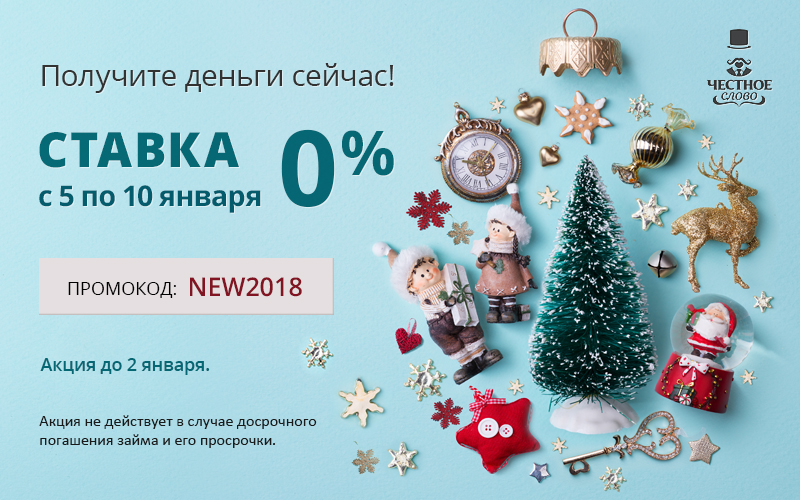 Получите деньги сейчас!
ЧЕСТНОЕ
СЛОВО
СТАВКА 0%
с 5 по 10 января
ПРОМОКОД: NEW2018
Акция до 2 января.
Акция не действует в случае досрочного
погашения займа и его просрочки.